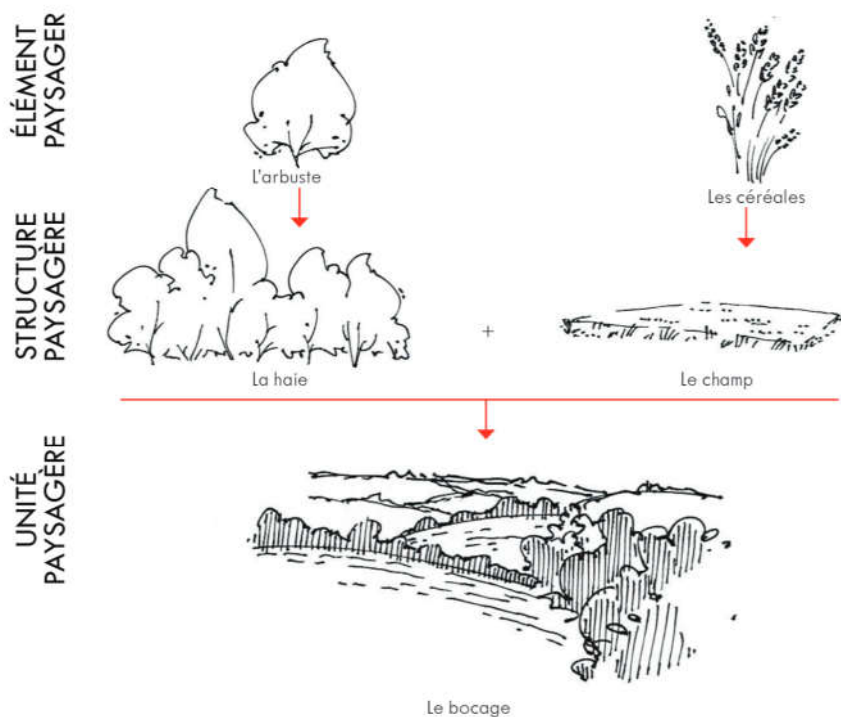 ÉLÉMENT
PAYSAGER
L'arbuste
Les céréales
STRUCTURE
PAYSAGÈRE
+
La haie
Le champ
UNITÉ
PAYSAGÈRE
Le bocage